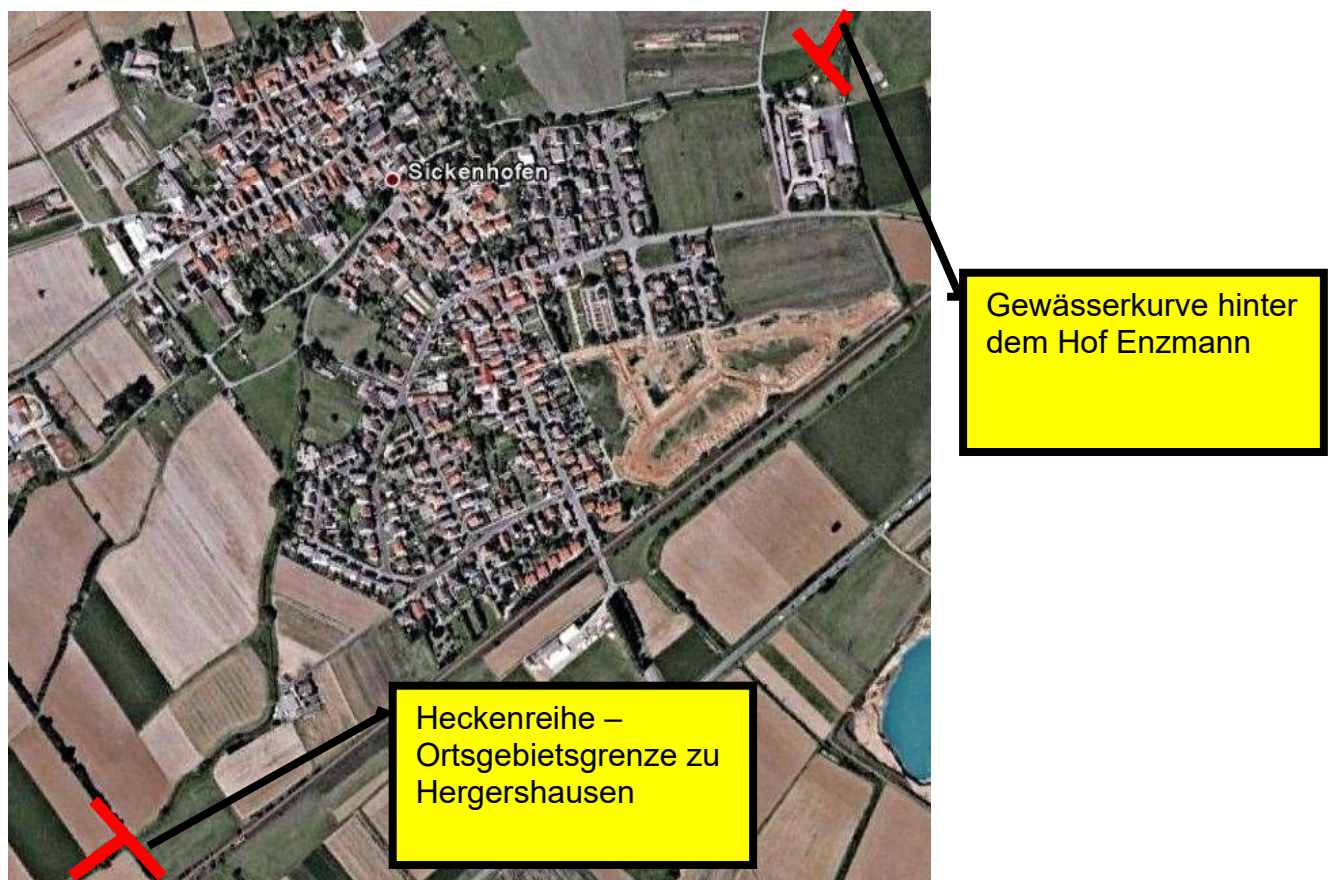 Sickenhofen
Gewässerkurve hinter
dem Hof Enzmann
Heckenreihe –
Ortsgebietsgrenze zu
Hergershausen